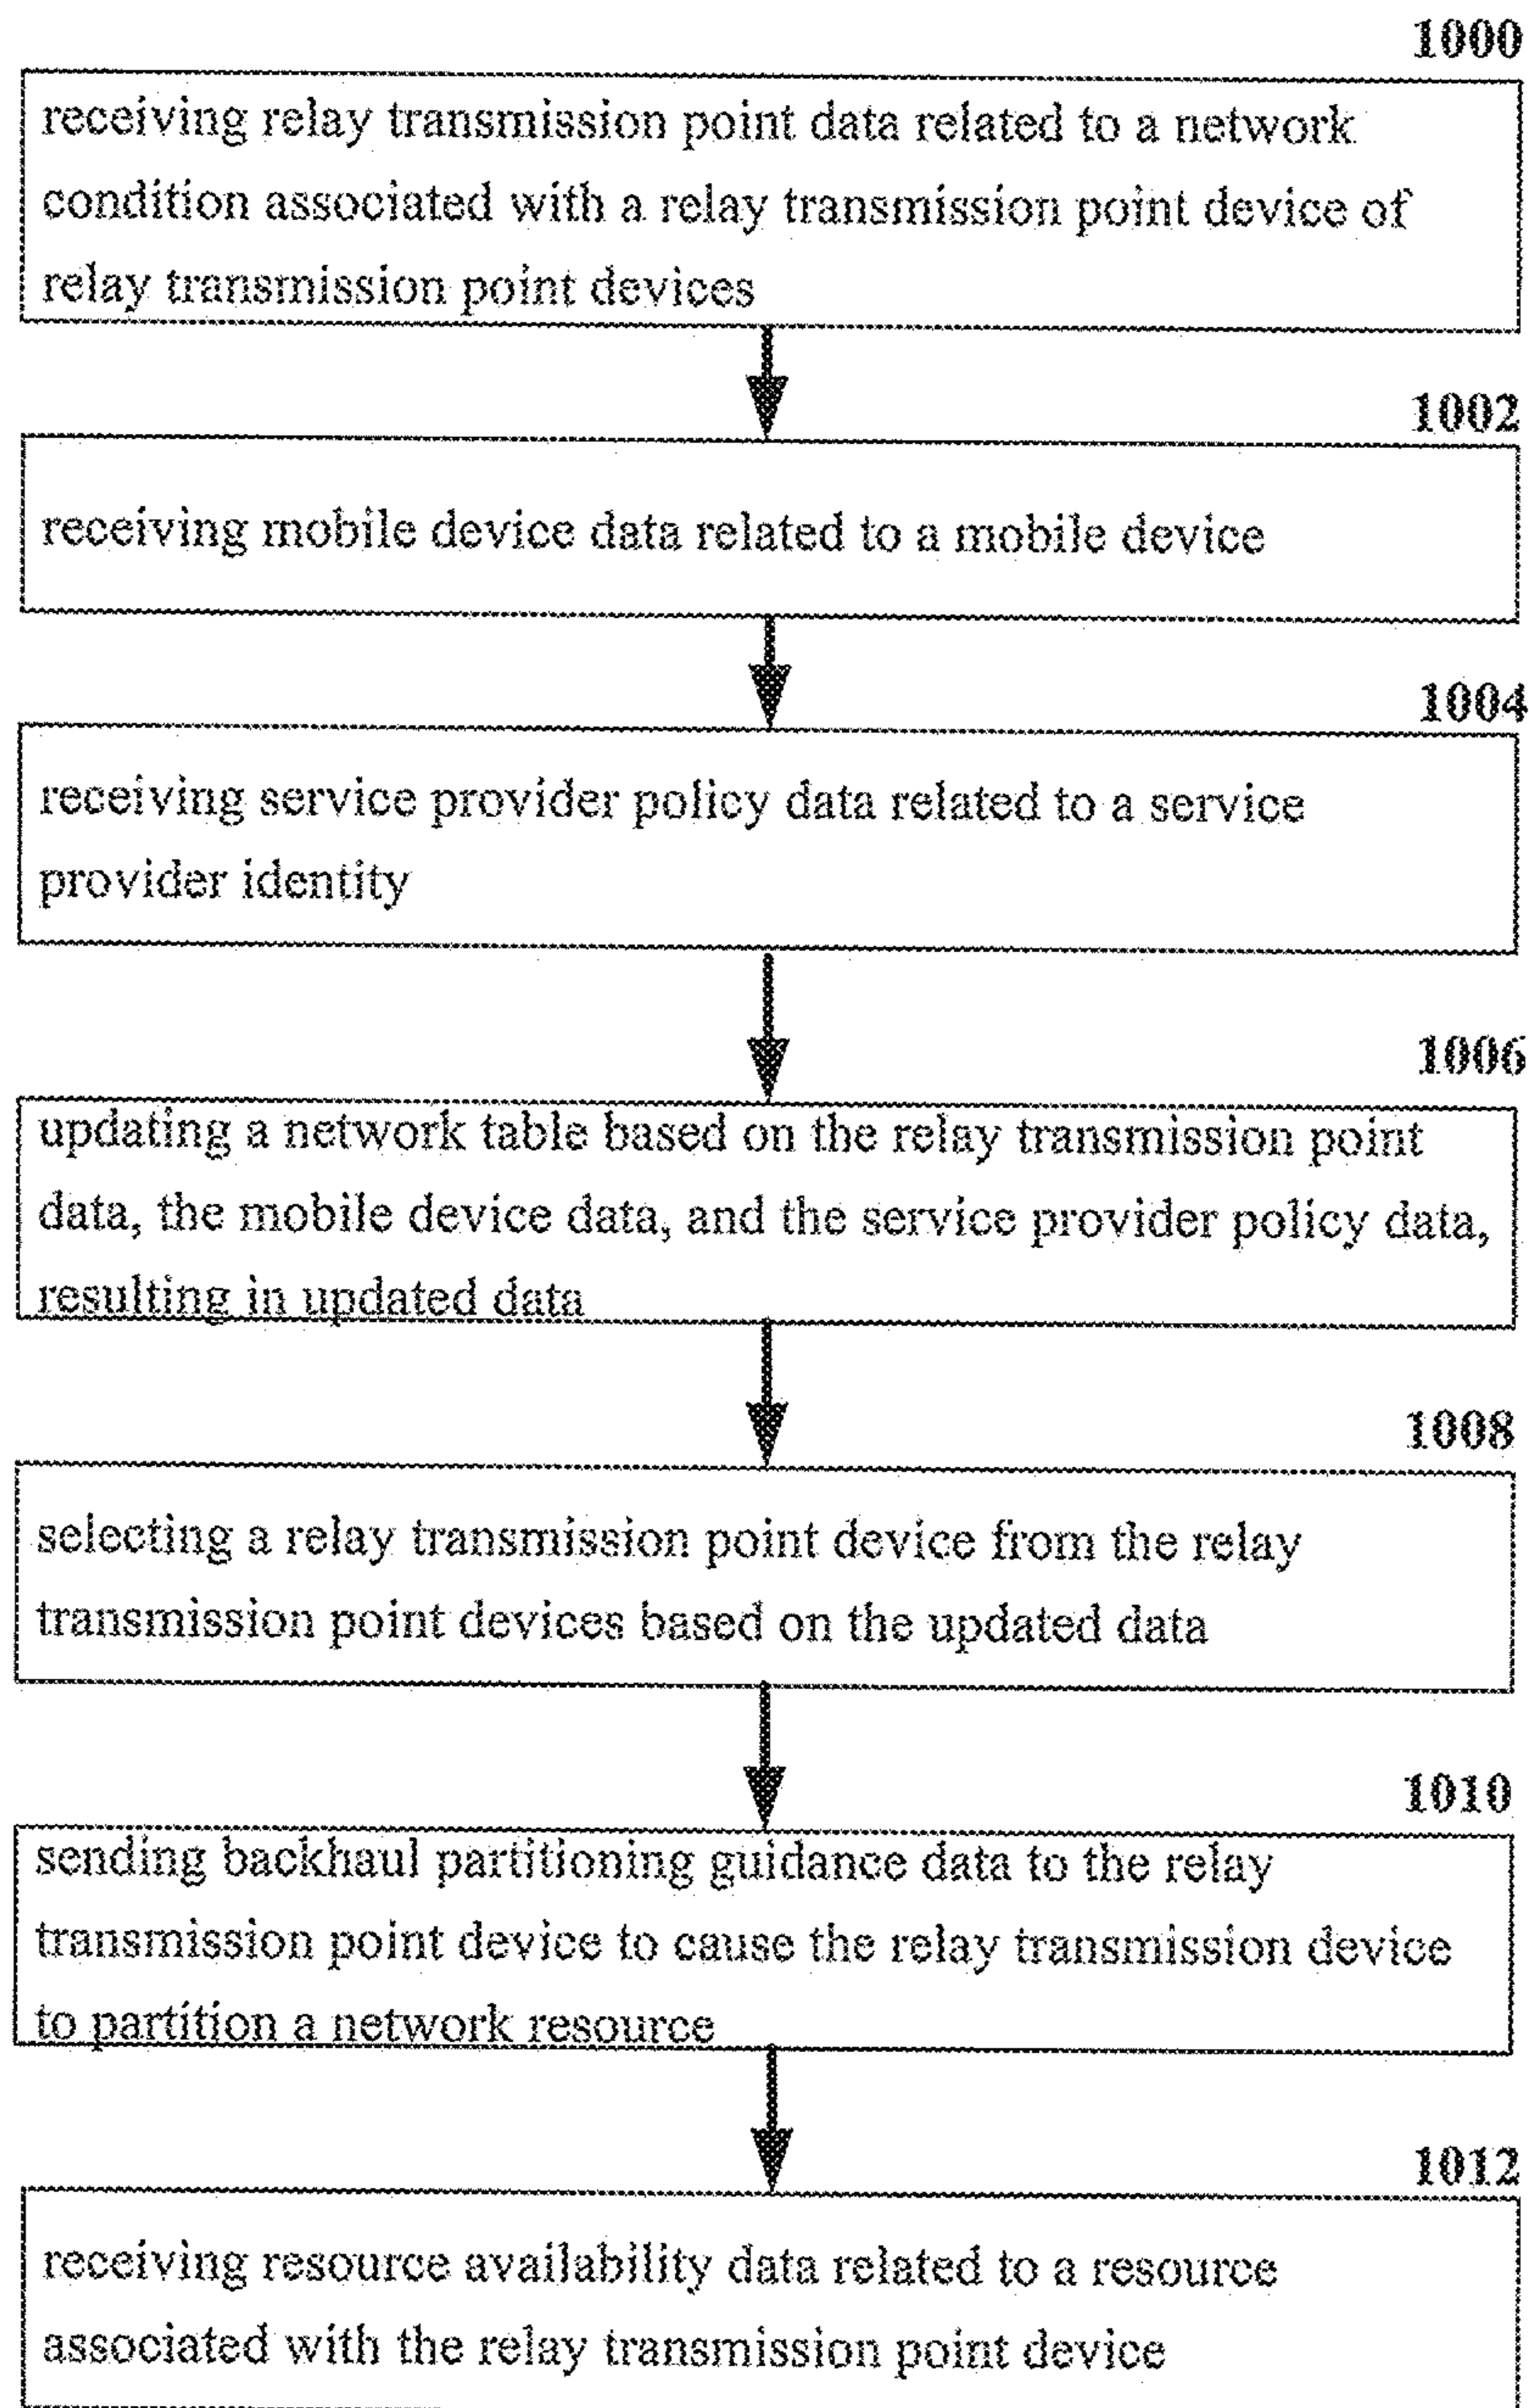 1000
receiving relay transmission point data related to a network
condition associated with a relay transmission point device of
relay transmission point devices
1002
receiving mobile device data related to a mobile device
1004
receiving service provider policy data related to a service
provider identity
1006
updating a network table based on the relay transmission point
data, the mobile device data, and the service provider policy data,
resulting in updated data
1008
selecting a relay transmission point device from the relay
transmission point devices based on the updated data
1010
sending backhaul partitioning guidance data to the relay
transmission point device to cause the relay transmission device
to partition a network resource
1012
receiving resource availability data related to a resource
associated with the relay transmission point device